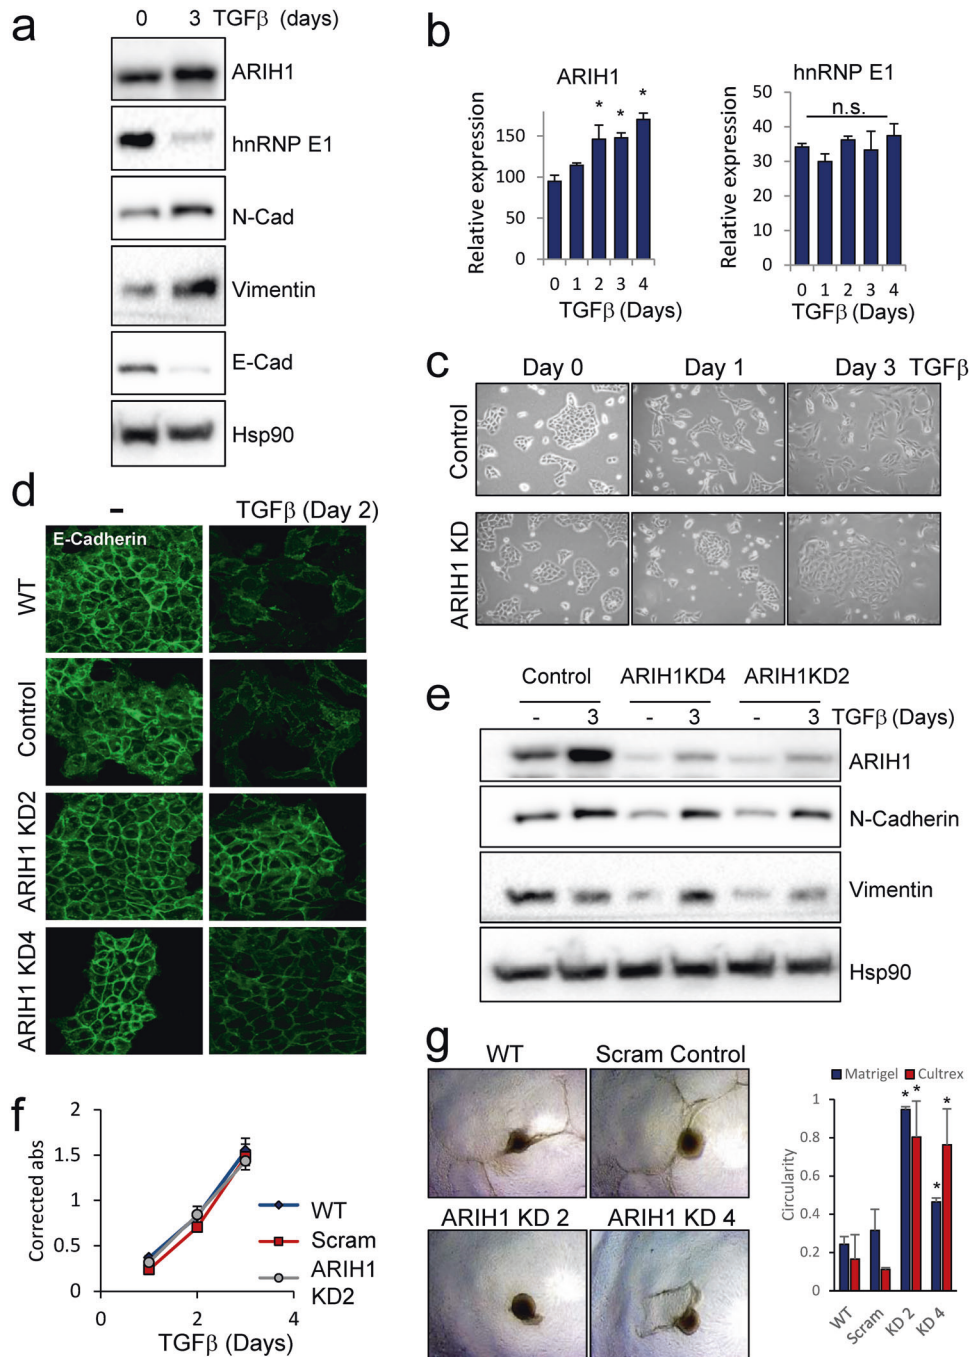 a
0 3 TGFβ (days)
ARIH1
hnRNP E1
N-Cad
Vimentin
E-Cad
Hsp90
b
ARIH1
Relative expression
150
100
50
0
* * *
0 1 2 3 4
TGFβ (Days)
hnRNP E1
Relative expression
50
40
30
20
10
0
n.s.
0 1 2 3 4
TGFβ (Days)
c
Day 0 Day 1 Day 3 TGFβ
Control
ARIH1 KD
d
- TGFβ (Day 2)
E-Cadherin
WT
Control
ARIH1 KD2
ARIH1 KD4
e
Control ARIH1KD4 ARIH1KD2
- 3 - 3 - 3 TGFβ (Days)
ARIH1
N-Cadherin
Vimentin
Hsp90
f
Corrected abs
2
1.5
1
0.5
0
0 2 4
TGFβ (Days)
WT
Scram
ARIH1
KD2
g
WT Scram Control
ARIH1 KD 2 ARIH1 KD 4
Matrigel Cultrex
Circularity
1
0.8
0.6
0.4
0.2
0
* * * *
WT Scram KD 2 KD 4